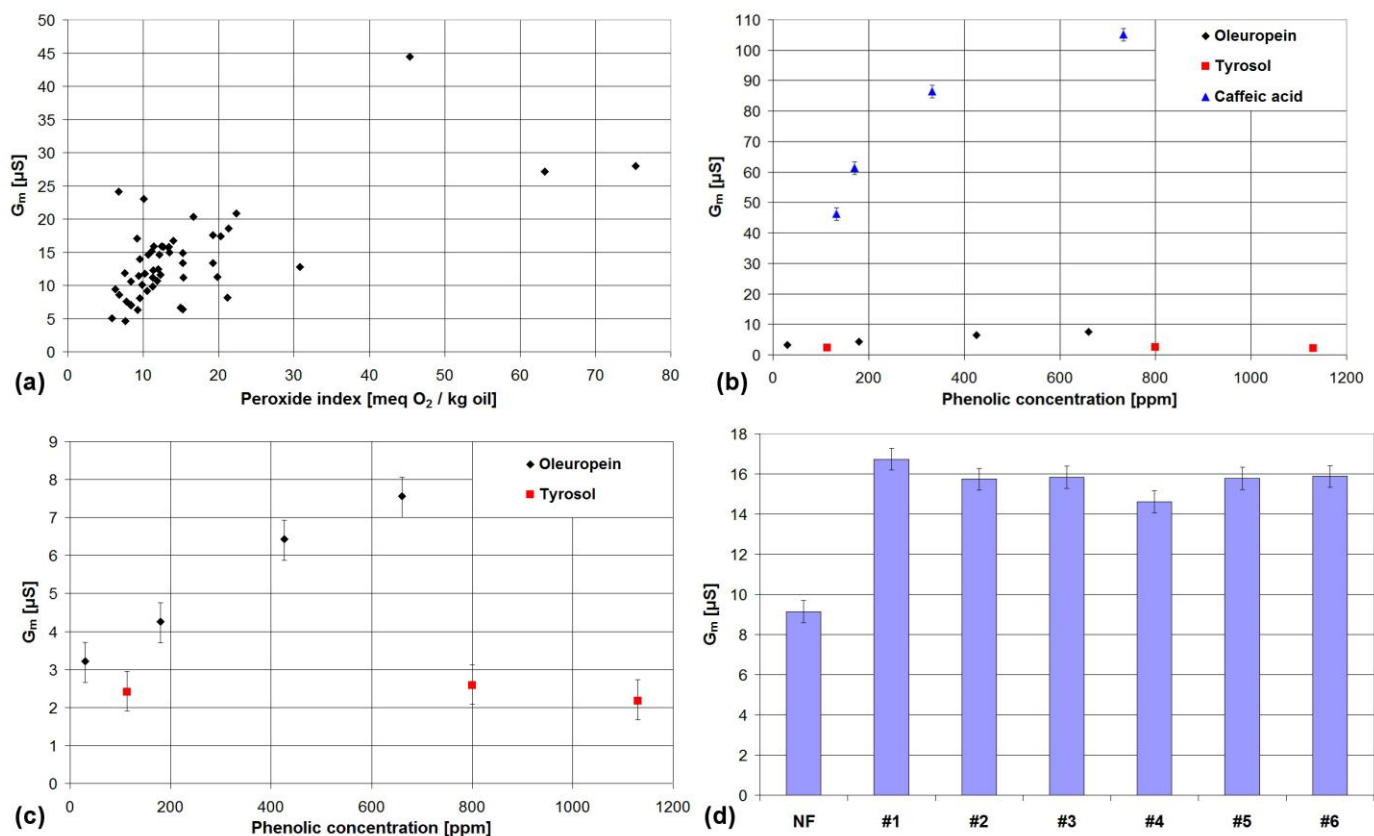 50
45
40
35
30
25
20
15
10
5
0
Gm [µS]
0 10 20 30 40 50 60 70 80
Peroxide index [meq O2 / kg oil]
(a)
110
100
90
80
70
60
50
40
30
20
10
0
Gm [µS]
Oleuropein
Tyrosol
Caffeic acid
0 200 400 600 800 1000 1200
Phenolic concentration [ppm]
(b)
9
8
7
6
5
4
3
2
1
0
Gm [µS]
Oleuropein
Tyrosol
0 200 400 600 800 1000 1200
Phenolic concentration [ppm]
(c)
18
16
14
12
10
8
6
4
2
0
Gm [µS]
NF #1 #2 #3 #4 #5 #6
(d)